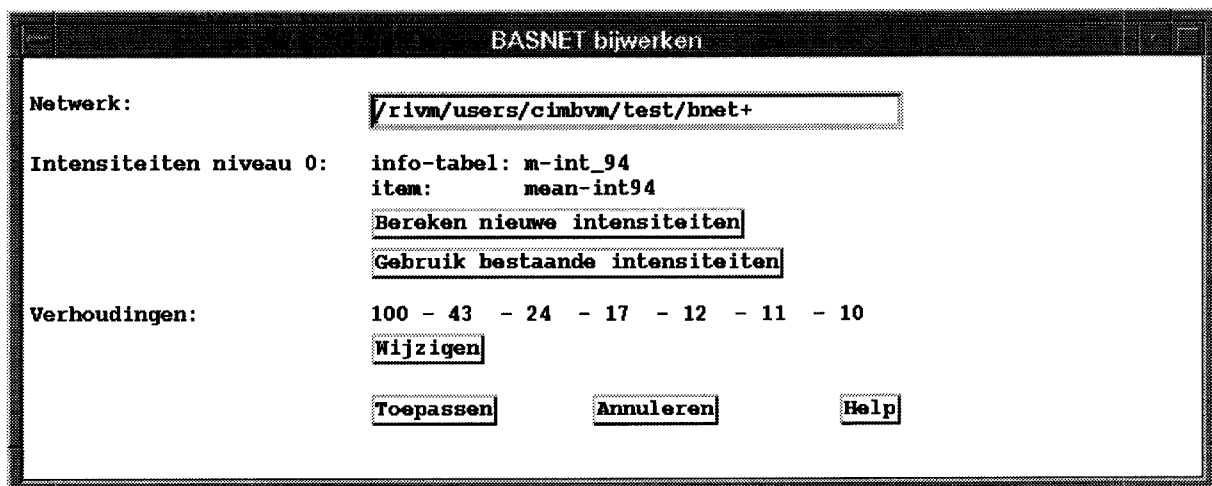 BASNET bijwerken
Netwerk: /rivm/users/cimbvm/test/bnet+
Intensiteiten niveau 0: info-tabel: m-int_94
item: mean-int94
Bereken nieuwe intensiteiten
Gebruik bestaande intensiteiten
Verhoudingen: 100 - 43 - 24 - 17 - 12 - 11 - 10
Wijzigen
Toepassen Annuleren Help